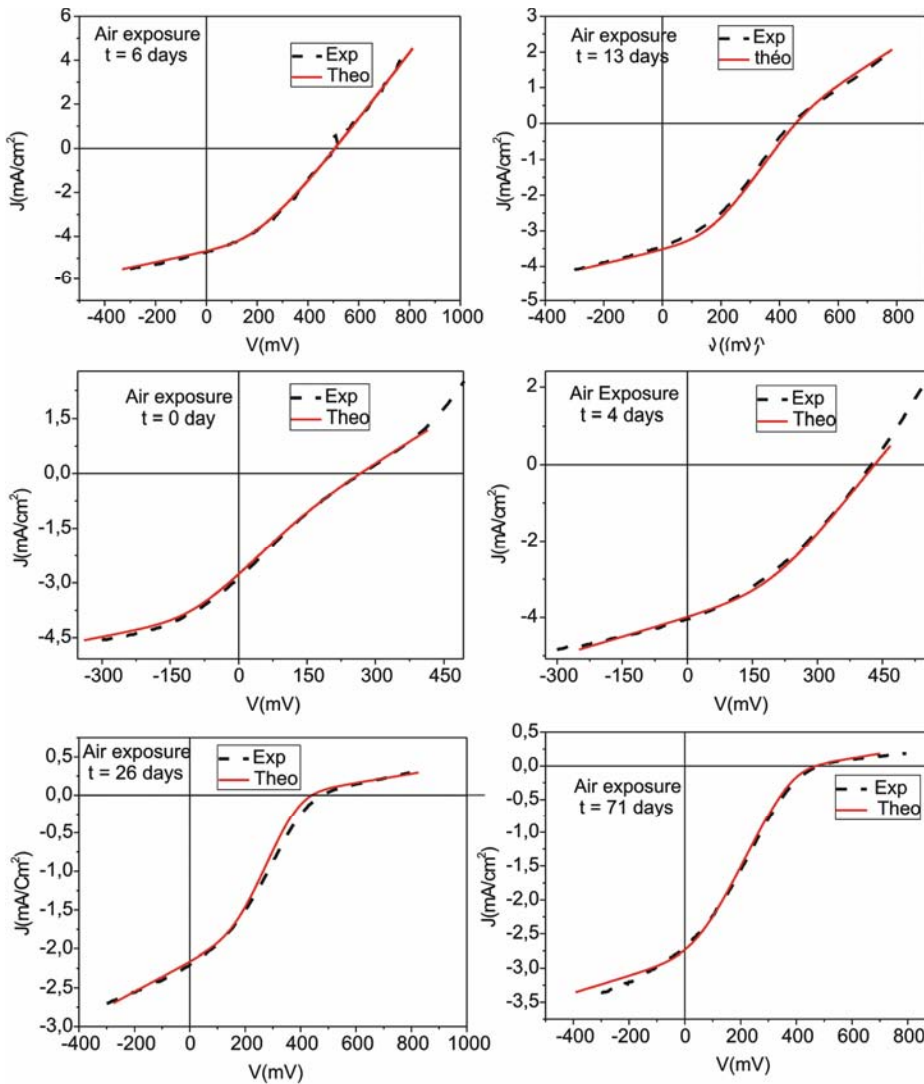 6
4
2
0
-2
-4
-6
J(mA/cm²)
Air exposure
t = 6 days
Exp
Theo
-400 -200 0 200 400 600 800 1000
V(mV)
3
2
1
0
-1
-2
-3
-4
5
J(mA/cm²)
Air exposure
t = 13 days
Exp
théo
-400 -200 0 200 400 600 800
1,5
0,0
-1,5
-3,0
-4,5
J(mA/cm²)
Air exposure
t = 0 day
Exp
Theo
-300 -150 0 150 300 450
V(mV)
2
0
-2
-4
J(mA/cm²)
Air Exposure
t = 4 days
Exp
Theo
-300 -150 0 150 300 450
V(mV)
0,5
0,0
-0,5
-1,0
-1,5
-2,0
-2,5
-3,0
J(mA/Cm²)
Air exposure
t = 26 days
Exp
Theo
-400 -200 0 200 400 600 800 1000
V(mV)
0,5
0,0
-0,5
-1,0
-1,5
-2,0
-2,5
-3,0
-3,5
J(mA/cm²)
Air exposure
t = 71 days
Exp
Theo
-400 -200 0 200 400 600 800
V(mV)